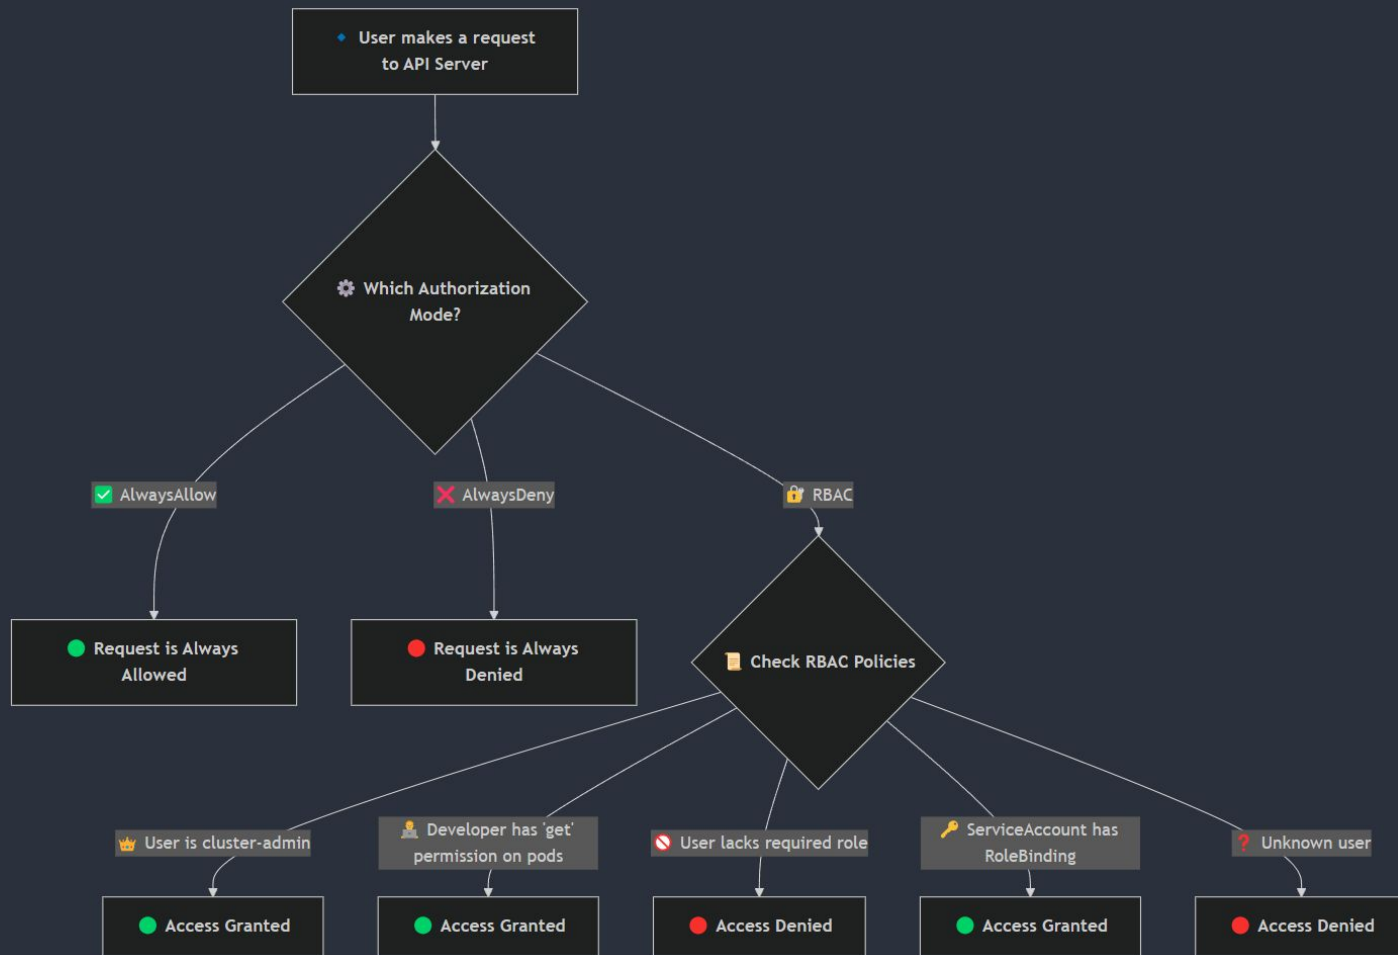 🔹 User makes a request
to API Server
⚙️ Which Authorization
Mode?
✅ AlwaysAllow
❌ AlwaysDeny
🔐 RBAC
🟢 Request is Always
Allowed
🔴 Request is Always
Denied
📜 Check RBAC Policies
👑 User is cluster-admin
🧑‍💻 Developer has 'get'
permission on pods
🚫 User lacks required role
🔑 ServiceAccount has
RoleBinding
❓ Unknown user
🟢 Access Granted
🟢 Access Granted
🔴 Access Denied
🟢 Access Granted
🔴 Access Denied